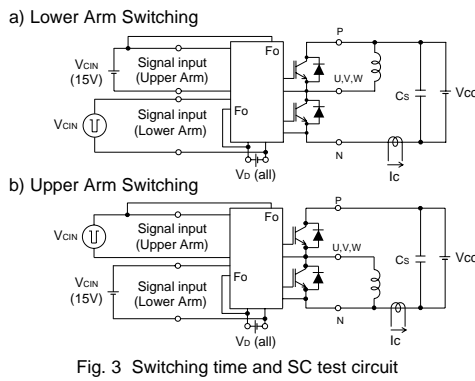 a) Lower Arm Switching
P
Fo
VCIN
(15V)
Signal input
(Upper Arm)
U,V,W
CS
VCC
Signal input
(Lower Arm)
VCIN
Fo
N
VD (all)
Ic
b) Upper Arm Switching
P
Fo
VCIN
Signal input
(Upper Arm)
U,V,W
CS
VCC
VCIN
(15V)
Signal input
(Lower Arm)
Fo
N
VD (all)
Ic
Fig. 3 Switching time and SC test circuit